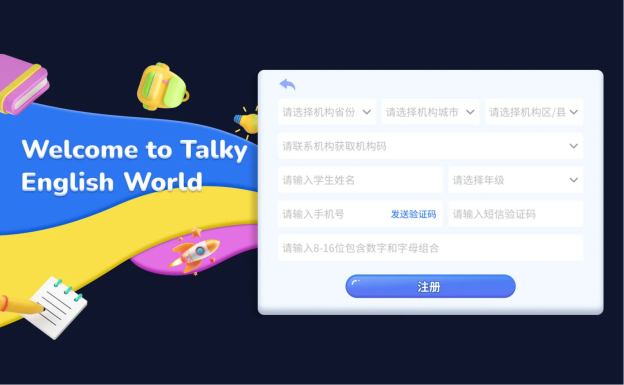 Welcome to Talky
English World
请选择机构省份
请选择机构城市
请选择机构区/县
请联系机构获取机构码
请输入学生姓名
请选择年级
请输入手机号
发送验证码
请输入短信验证码
请输入8-16位包含数字和字母组合
注册